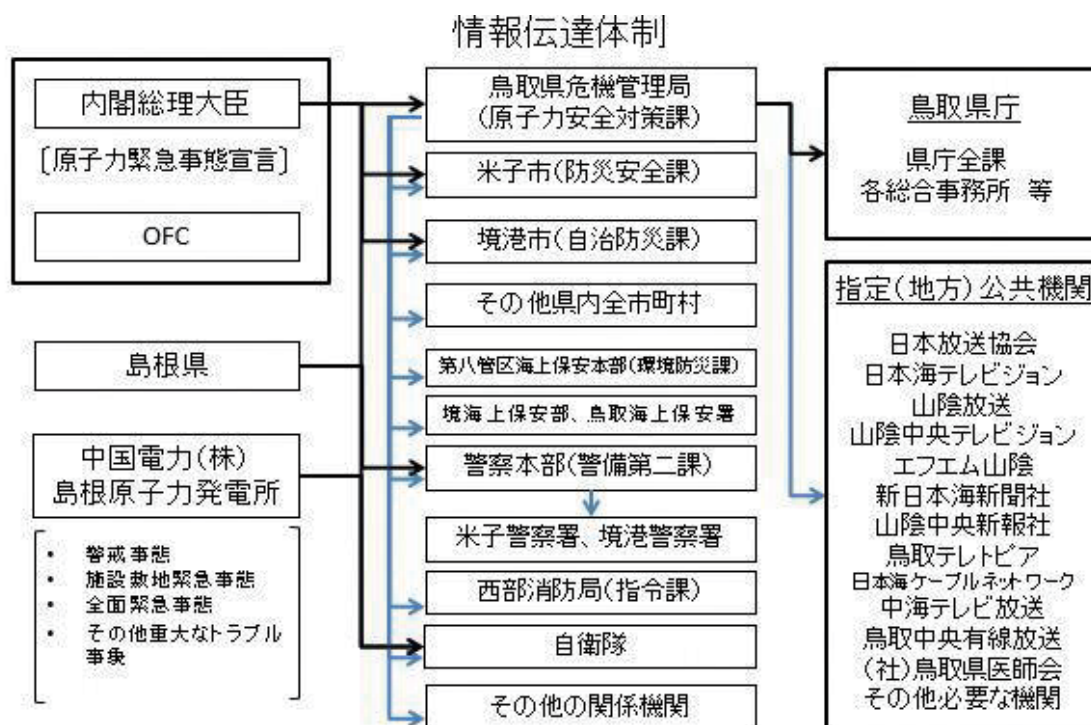 情報伝達体制
内閣総理大臣
〔原子力緊急事態宣言〕
OFC
島根県
中国電力(株)
島根原子力発電所
・ 警戒事態
・ 施設敷地緊急事態
・ 全面緊急事態
・ その他重大なトラブル
事象
鳥取県危機管理局
(原子力安全対策課)
米子市(防災安全課)
境港市(自治防災課)
その他県内全市町村
第八管区海上保安本部(環境防災課)
境海上保安部、鳥取海上保安署
警察本部(警備第二課)
米子警察署、境港警察署
西部消防局(指令課)
自衛隊
その他の関係機関
鳥取県庁
県庁全課
各総合事務所 等
指定(地方)公共機関
日本放送協会
日本海テレビジョン
山陰放送
山陰中央テレビジョン
エフエム山陰
新日本海新聞社
山陰中央新報社
鳥取テレトピア
日本海ケーブルネットワーク
中海テレビ放送
鳥取中央有線放送
(社)鳥取県医師会
その他必要な機関